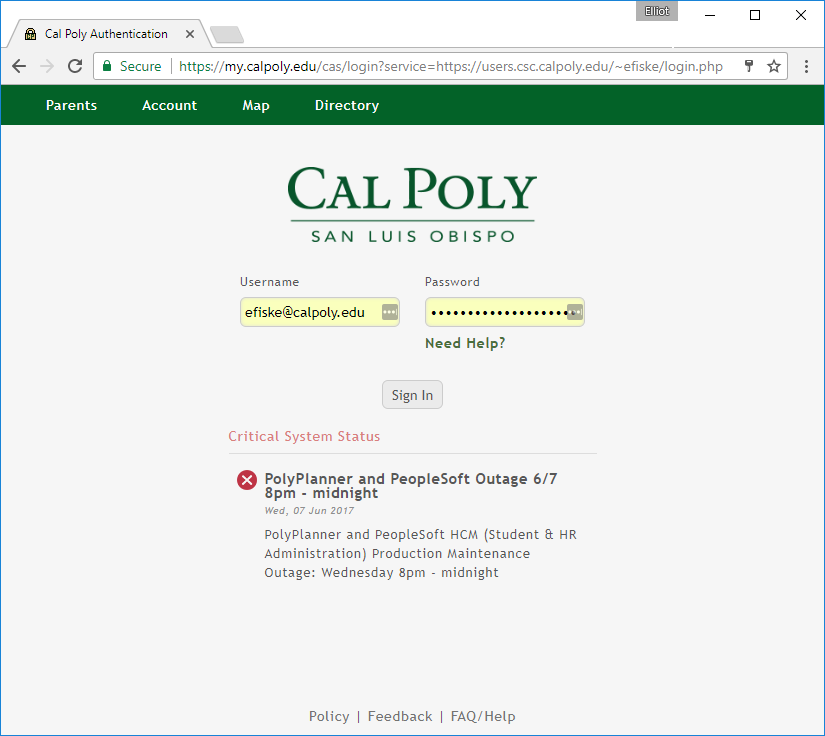 Elliot
Cal Poly Authentication
Secure
https://my.calpoly.edu/cas/login?service=https://users.csc.calpoly.edu/~efiske/login.php
Parents Account Map Directory
CAL POLY
SAN LUIS OBISPO
Username Password
efiske@calpoly.edu
Need Help?
Sign In
Critical System Status
PolyPlanner and PeopleSoft Outage 6/7
8pm - midnight
Wed, 07 Jun 2017
PolyPlanner and PeopleSoft HCM (Student & HR
Administration) Production Maintenance
Outage: Wednesday 8pm - midnight
Policy | Feedback | FAQ/Help